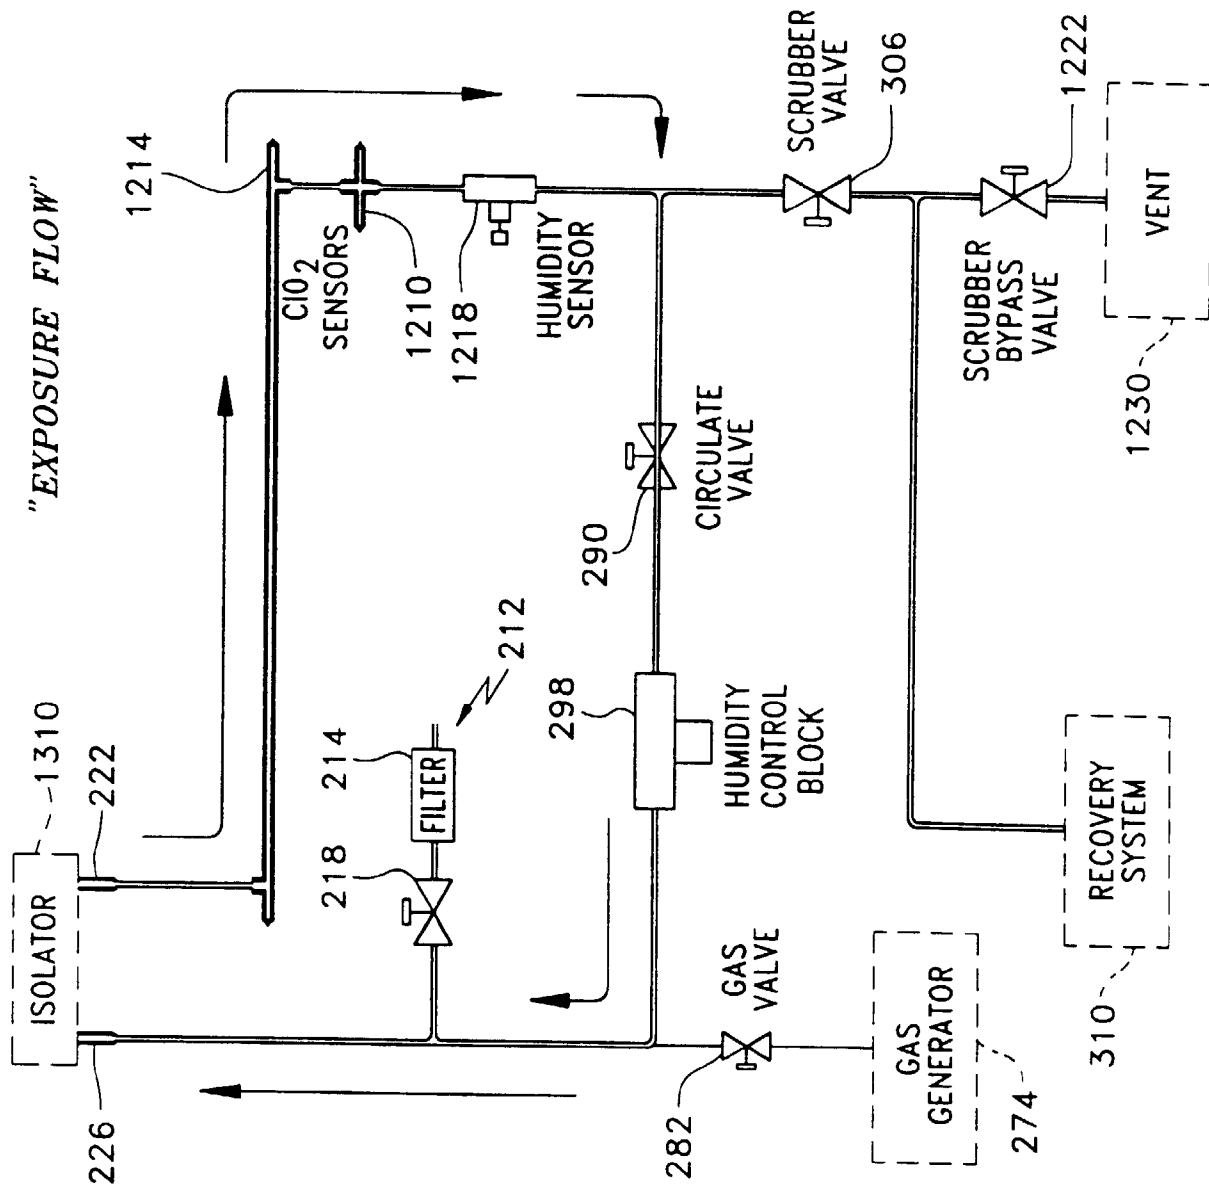 "EXPOSURE FLOW"
ISOLATOR
1310
222
226
1214
ClO2
SENSORS
1210
1218
HUMIDITY
SENSOR
SCRUBBER
VALVE
306
1222
SCRUBBER
BYPASS
VALVE
VENT
1230
CIRCULATE
VALVE
290
298
HUMIDITY
CONTROL
BLOCK
212
214
FILTER
218
GAS
VALVE
282
GAS
GENERATOR
274
RECOVERY
SYSTEM
310